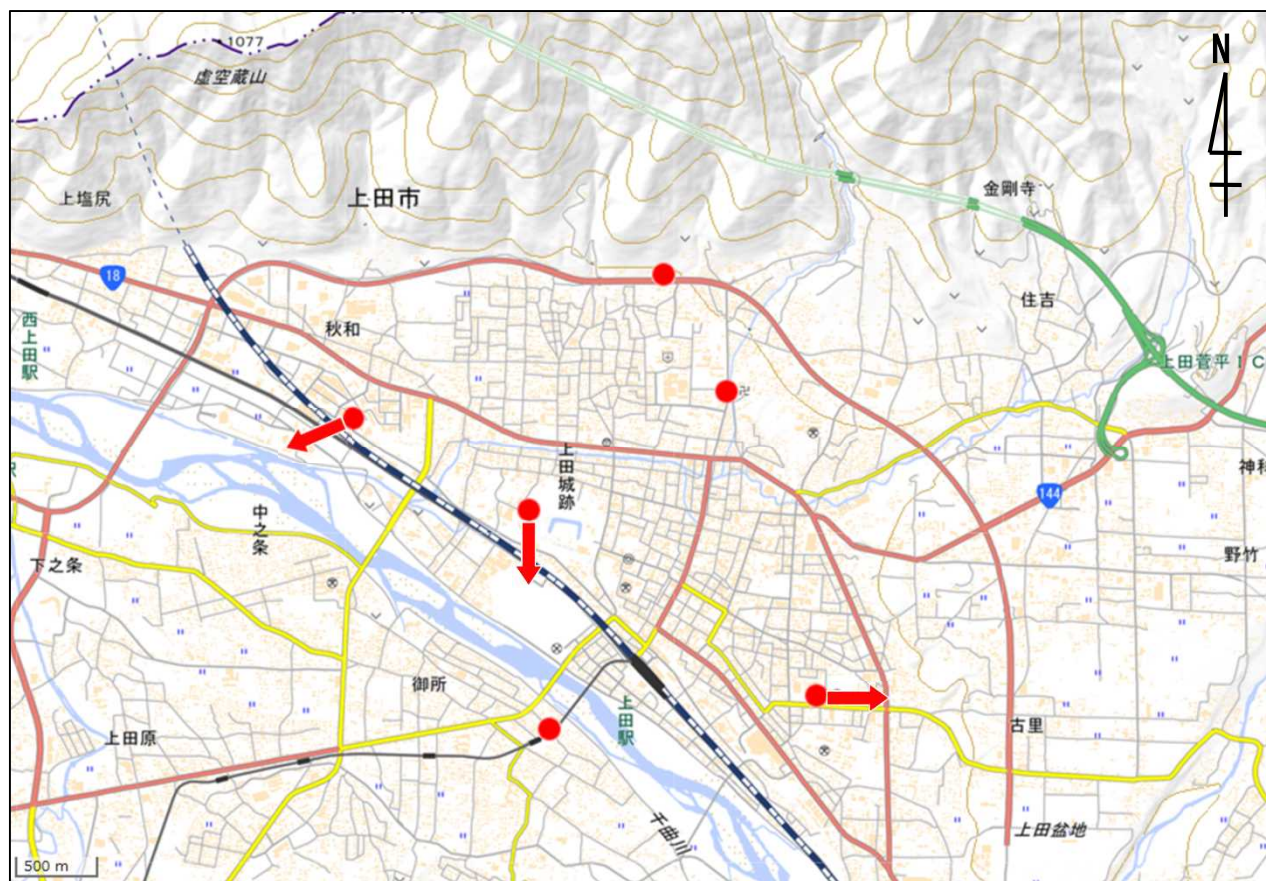 1077
虚空蔵山
N
上塩尻
上田市
金剛寺
18
住吉
西上田駅
秋和
上田菅平IC
上田城跡
144
神科
中之条
下之条
野竹
御所
上田駅
古里
上田原
千曲川
上田盆地
500 m